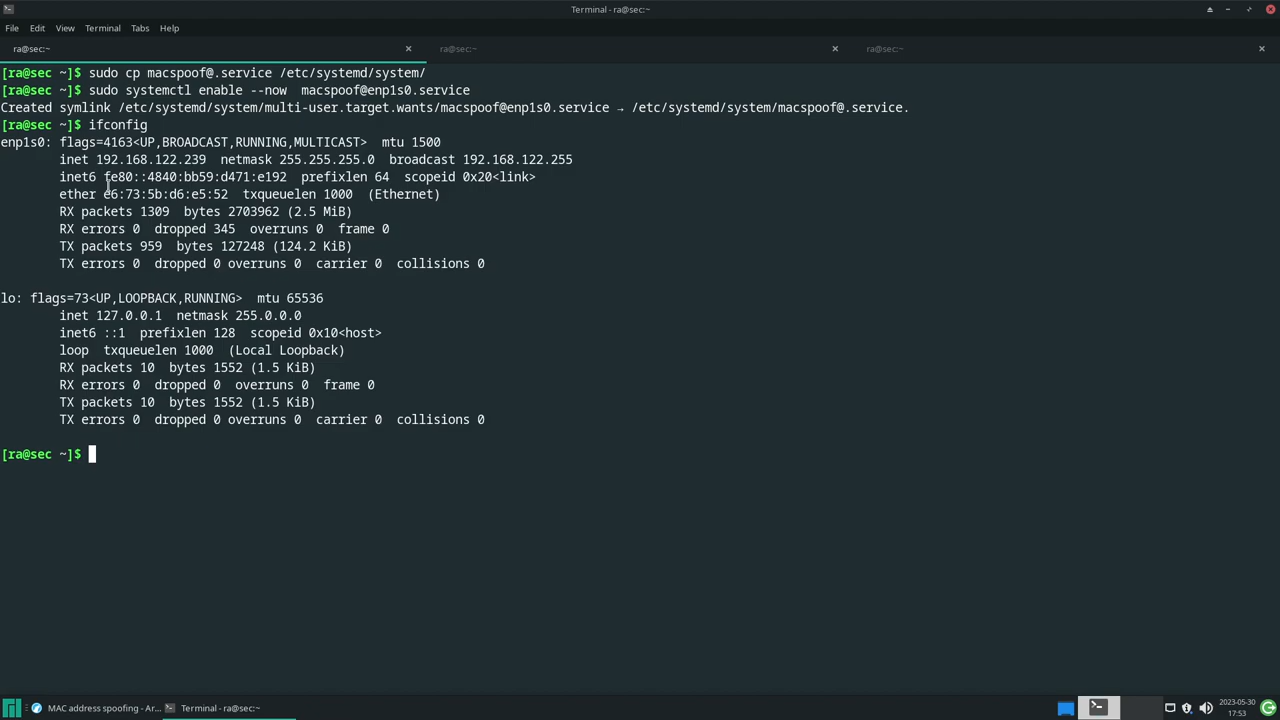 Terminal - ra@sec:~
File Edit View Terminal Tabs Help
ra@sec:~ ra@sec:~ ra@sec:~
[ra@sec ~]$ sudo cp macspoof@.service /etc/systemd/system/
[ra@sec ~]$ sudo systemctl enable --now  macspoof@enp1s0.service
Created symlink /etc/systemd/system/multi-user.target.wants/macspoof@enp1s0.service → /etc/systemd/system/macspoof@.service.
[ra@sec ~]$ ifconfig
enp1s0: flags=4163<UP,BROADCAST,RUNNING,MULTICAST>  mtu 1500
inet 192.168.122.239  netmask 255.255.255.0  broadcast 192.168.122.255
inet6 fe80::4840:bb59:d471:e192  prefixlen 64  scopeid 0x20<link>
ether e6:73:5b:d6:e5:52  txqueuelen 1000  (Ethernet)
RX packets 1309  bytes 2703962 (2.5 MiB)
RX errors 0  dropped 345  overruns 0  frame 0
TX packets 959  bytes 127248 (124.2 KiB)
TX errors 0  dropped 0 overruns 0  carrier 0  collisions 0
lo: flags=73<UP,LOOPBACK,RUNNING>  mtu 65536
inet 127.0.0.1  netmask 255.0.0.0
inet6 ::1  prefixlen 128  scopeid 0x10<host>
loop  txqueuelen 1000  (Local Loopback)
RX packets 10  bytes 1552 (1.5 KiB)
RX errors 0  dropped 0  overruns 0  frame 0
TX packets 10  bytes 1552 (1.5 KiB)
TX errors 0  dropped 0 overruns 0  carrier 0  collisions 0
[ra@sec ~]$
MAC address spoofing - Ar... Terminal - ra@sec:~ 2023-05-30
17:53